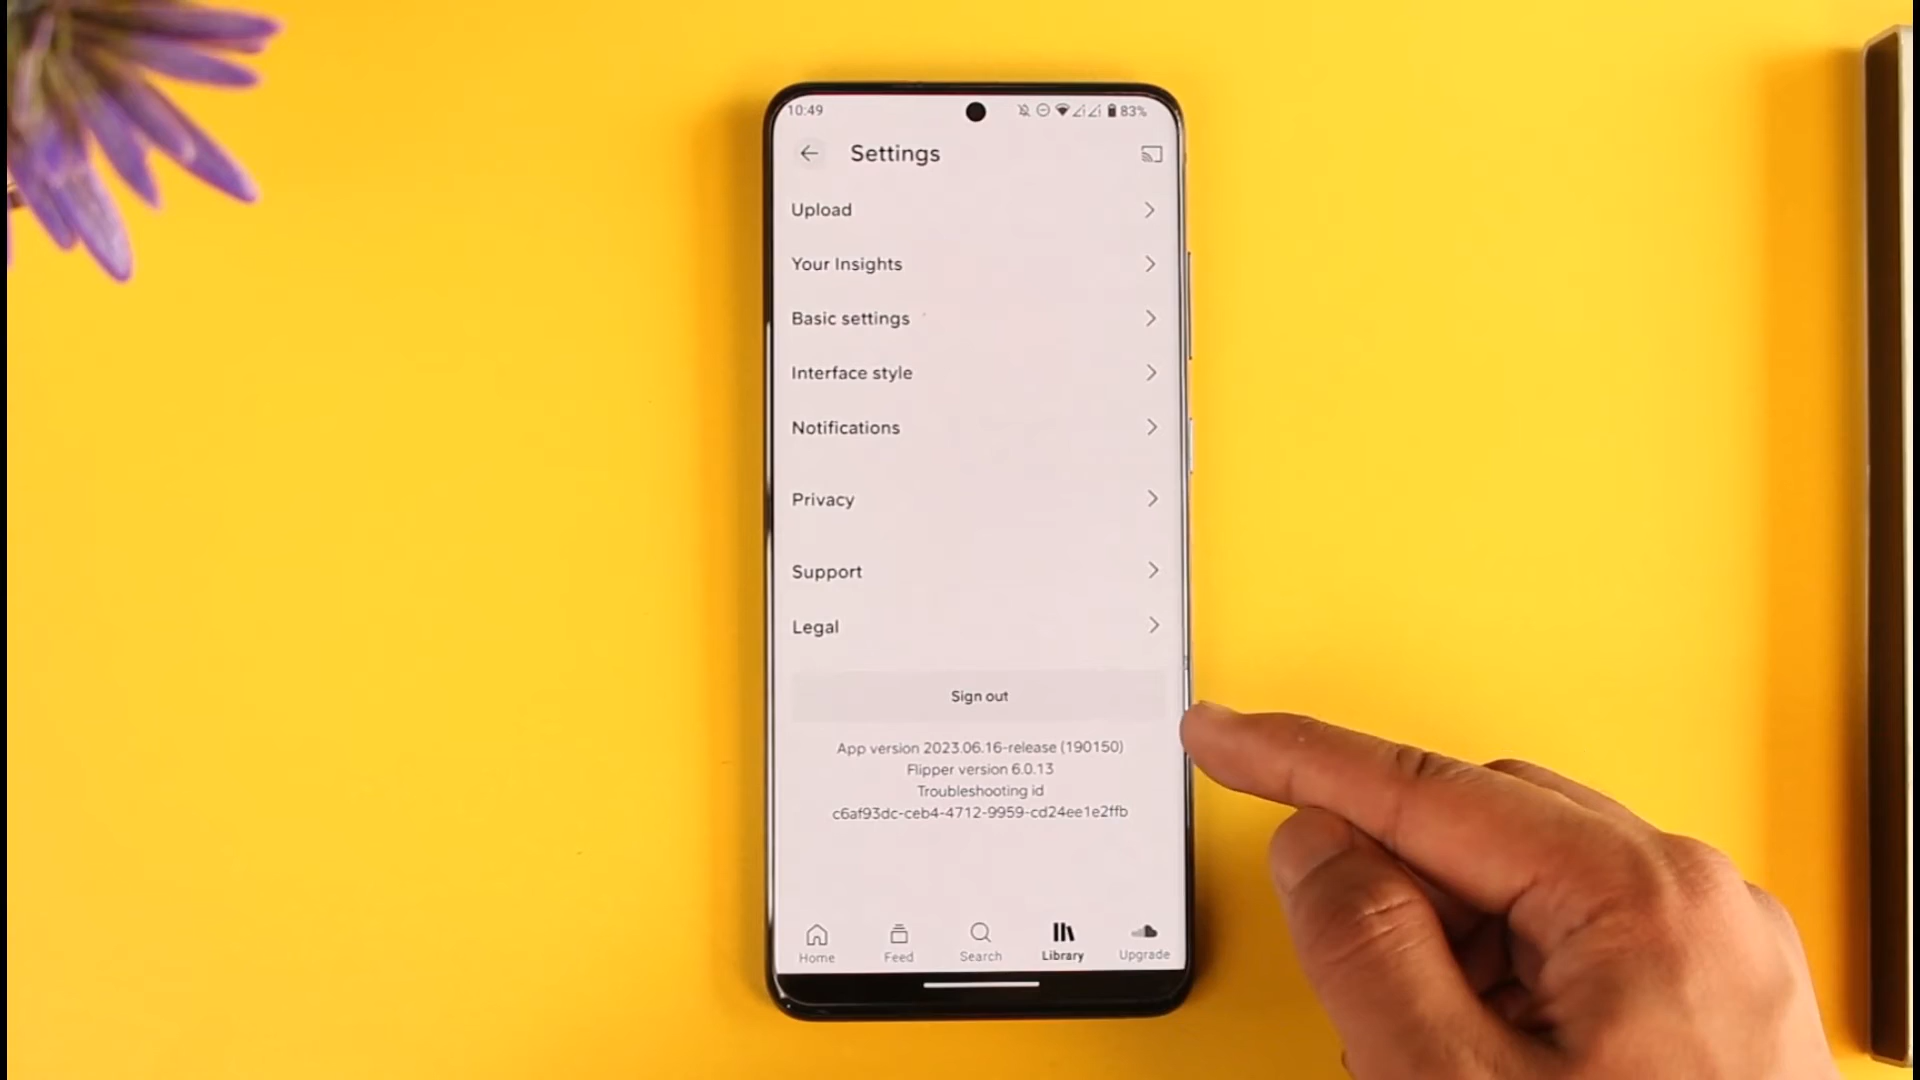 10:49
83%
Settings
Upload
Your Insights
Basic settings
Interface style
Notifications
Privacy
Support
Legal
Sign out
App version 2023.06.16-release (190150)
Flipper version 6.0.13
Troubleshooting id
c6af93dc-ceb4-4712-9959-cd24ee1e2ffb
Home
Feed
Search
Library
Upgrade